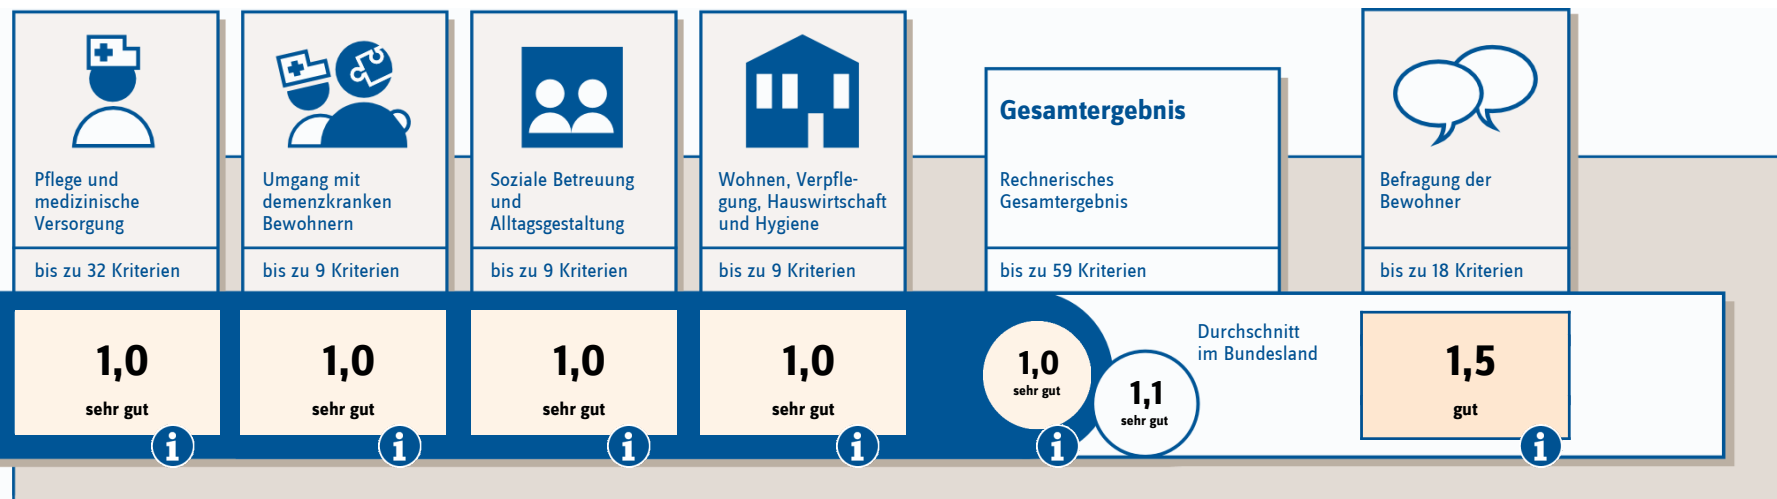 Pflege und
medizinische
Versorgung
bis zu 32 Kriterien
1,0
sehr gut
i
Umgang mit
demenzkranken
Bewohnern
bis zu 9 Kriterien
1,0
sehr gut
i
Soziale Betreuung
und
Alltagsgestaltung
bis zu 9 Kriterien
1,0
sehr gut
i
Wohnen, Verpfle-
gung, Hauswirtschaft
und Hygiene
bis zu 9 Kriterien
1,0
sehr gut
i
Gesamtergebnis
Rechnerisches
Gesamtergebnis
bis zu 59 Kriterien
1,0
sehr gut
i
1,1
sehr gut
Durchschnitt
im Bundesland
Befragung der
Bewohner
bis zu 18 Kriterien
1,5
gut
i